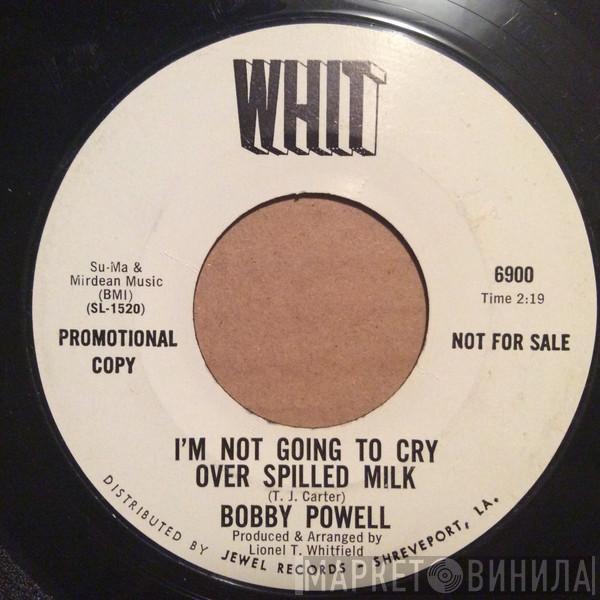 WHIT
Su-Ma &
Mirdean Music
(BMI)
(SL-1520)
PROMOTIONAL
COPY
6900
Time 2:19
NOT FOR SALE
I'M NOT GOING TO CRY
OVER SPILLED MILK
(T. J. Carter)
BOBBY POWELL
Produced & Arranged by
Lionel T. Whitfield
DISTRIBUTED BY JEWEL RECORDS SHREVEPORT, LA.
МАРКЕТ ВИНИЛА